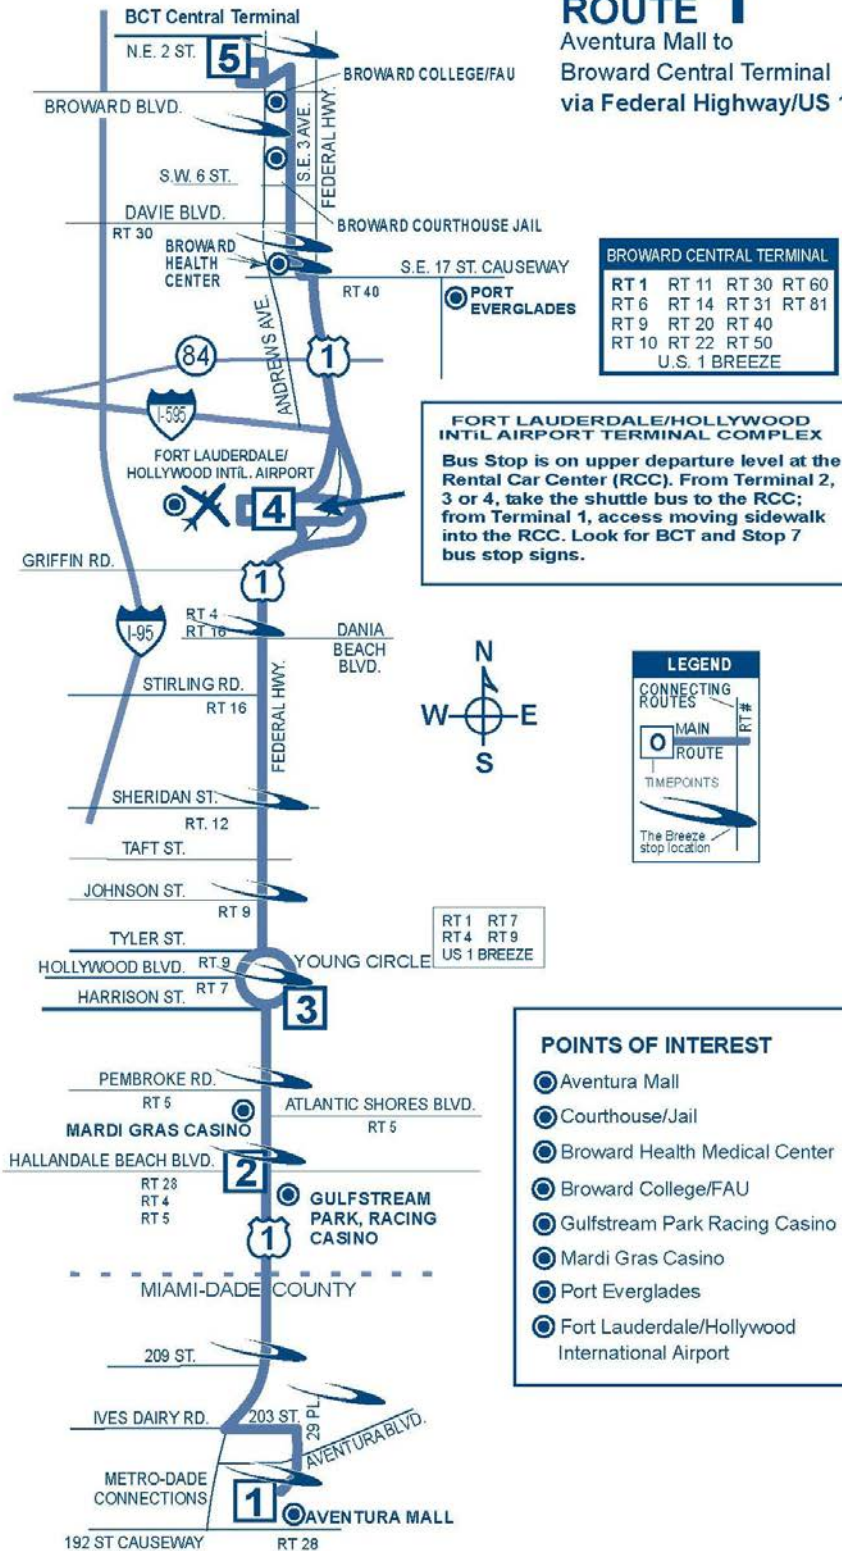 ROUTE 1
Aventura Mall to
Broward Central Terminal
via Federal Highway/US 1
BCT Central Terminal
N.E. 2 ST.
5
BROWARD COLLEGE/FAU
BROWARD BLVD.
S.E. 3 AVE.
FEDERAL HWY.
S.W. 6 ST.
DAVIE BLVD.
RT 30
BROWARD COURTHOUSE JAIL
BROWARD
HEALTH
CENTER
S.E. 17 ST. CAUSEWAY
RT 40
PORT
EVERGLADES
ANDREWS AVE.
BROWARD CENTRAL TERMINAL
RT 1 RT 11 RT 30 RT 60
RT 6 RT 14 RT 31 RT 81
RT 9 RT 20 RT 40
RT 10 RT 22 RT 50
U.S. 1 BREEZE
84
1
I-595
FORT LAUDERDALE/
HOLLYWOOD INTíL. AIRPORT
4
FORT LAUDERDALE/HOLLYWOOD
INTíL AIRPORT TERMINAL COMPLEX
Bus Stop is on upper departure level at the
Rental Car Center (RCC). From Terminal 2,
3 or 4, take the shuttle bus to the RCC;
from Terminal 1, access moving sidewalk
into the RCC. Look for BCT and Stop 7
bus stop signs.
GRIFFIN RD.
1
I-95
RT 4
RT 16
DANIA
BEACH
BLVD.
STIRLING RD.
RT 16
FEDERAL HWY.
N
W E
S
LEGEND
CONNECTING
ROUTES
RT #
O
MAIN
ROUTE
TIMEPOINTS
The Breeze
stop location
SHERIDAN ST.
RT. 12
TAFT ST.
JOHNSON ST.
RT 9
TYLER ST.
HOLLYWOOD BLVD.
RT 9
RT 7
YOUNG CIRCLE
RT 1 RT 7
RT 4 RT 9
US 1 BREEZE
HARRISON ST.
3
PEMBROKE RD.
RT 5
ATLANTIC SHORES BLVD.
RT 5
MARDI GRAS CASINO
HALLANDALE BEACH BLVD.
2
RT 28
RT 4
RT 5
GULFSTREAM
PARK, RACING
CASINO
1
MIAMI-DADE COUNTY
209 ST.
IVES DAIRY RD.
203 ST.
29 PL.
AVENTURA BLVD.
METRO-DADE
CONNECTIONS
1
AVENTURA MALL
192 ST CAUSEWAY
RT 28
POINTS OF INTEREST
Aventura Mall
Courthouse/Jail
Broward Health Medical Center
Broward College/FAU
Gulfstream Park Racing Casino
Mardi Gras Casino
Port Everglades
Fort Lauderdale/Hollywood
International Airport